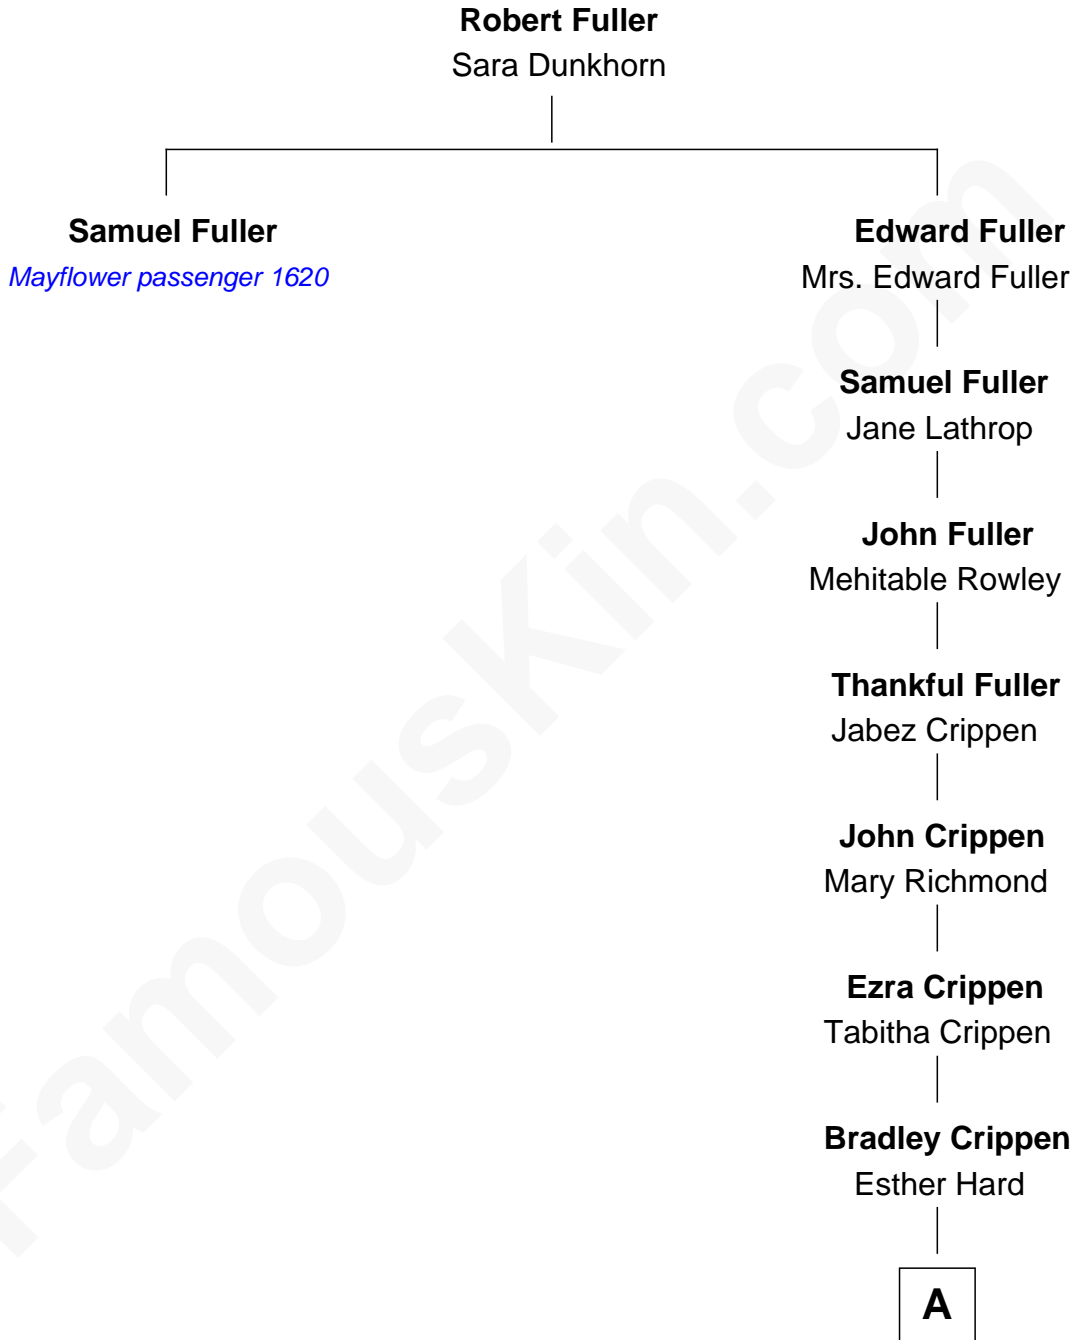 Robert Fuller
Sara Dunkhorn
Samuel Fuller
Mayflower passenger 1620
Edward Fuller
Mrs. Edward Fuller
Samuel Fuller
Jane Lathrop
John Fuller
Mehitable Rowley
Thankful Fuller
Jabez Crippen
John Crippen
Mary Richmond
Ezra Crippen
Tabitha Crippen
Bradley Crippen
Esther Hard
A
FamousKin.com